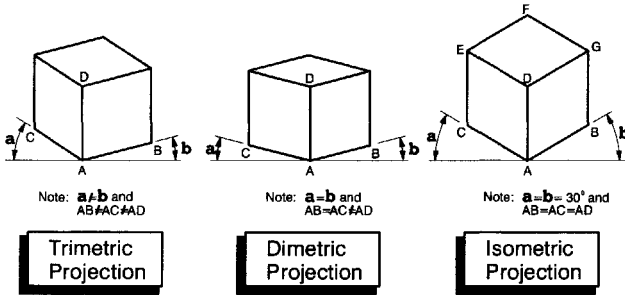 D
C
A
B
a
b
Note: a≠b and
AB≠AC≠AD
Trimetric
Projection
D
C
A
B
a
b
Note: a=b and
AB=AC≠AD
Dimetric
Projection
F
E
G
D
C
B
A
a
b
Note: a=b= 30° and
AB=AC=AD
Isometric
Projection